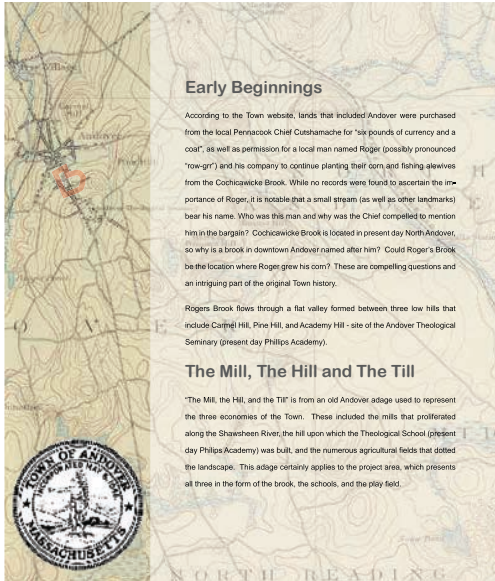 Early Beginnings
According to the Town website, lands that included Andover were purchased
from the local Pennacook Chief Cutshamache for "six pounds of currency and a
coat", as well as permission for a local man named Roger (possibly pronounced
"row-grr") and his company to continue planting their corn and fishing alewives
from the Cochicawicke Brook. While no records were found to ascertain the im-
portance of Roger, it is notable that a small stream (as well as other landmarks)
bear his name. Who was this man and why was the Chief compelled to mention
him in the bargain? Cochicawicke Brook is located in present day North Andover,
so why is a brook in downtown Andover named after him? Could Roger's Brook
be the location where Roger grew his corn? These are compelling questions and
an intriguing part of the original Town history.
Rogers Brook flows through a flat valley formed between three low hills that
include Carmel Hill, Pine Hill, and Academy Hill - site of the Andover Theological
Seminary (present day Phillips Academy).
The Mill, The Hill and The Till
"The Mill, the Hill, and the Till" is from an old Andover adage used to represent
the three economies of the Town. These included the mills that proliferated
along the Shawsheen River, the hill upon which the Theological School (present
day Philips Academy) was built, and the numerous agricultural fields that dotted
the landscape. This adage certainly applies to the project area, which presents
all three in the form of the brook, the schools, and the play field.
Andover
TOWN OF ANDOVER
MASSACHUSETTS
NORTH READING